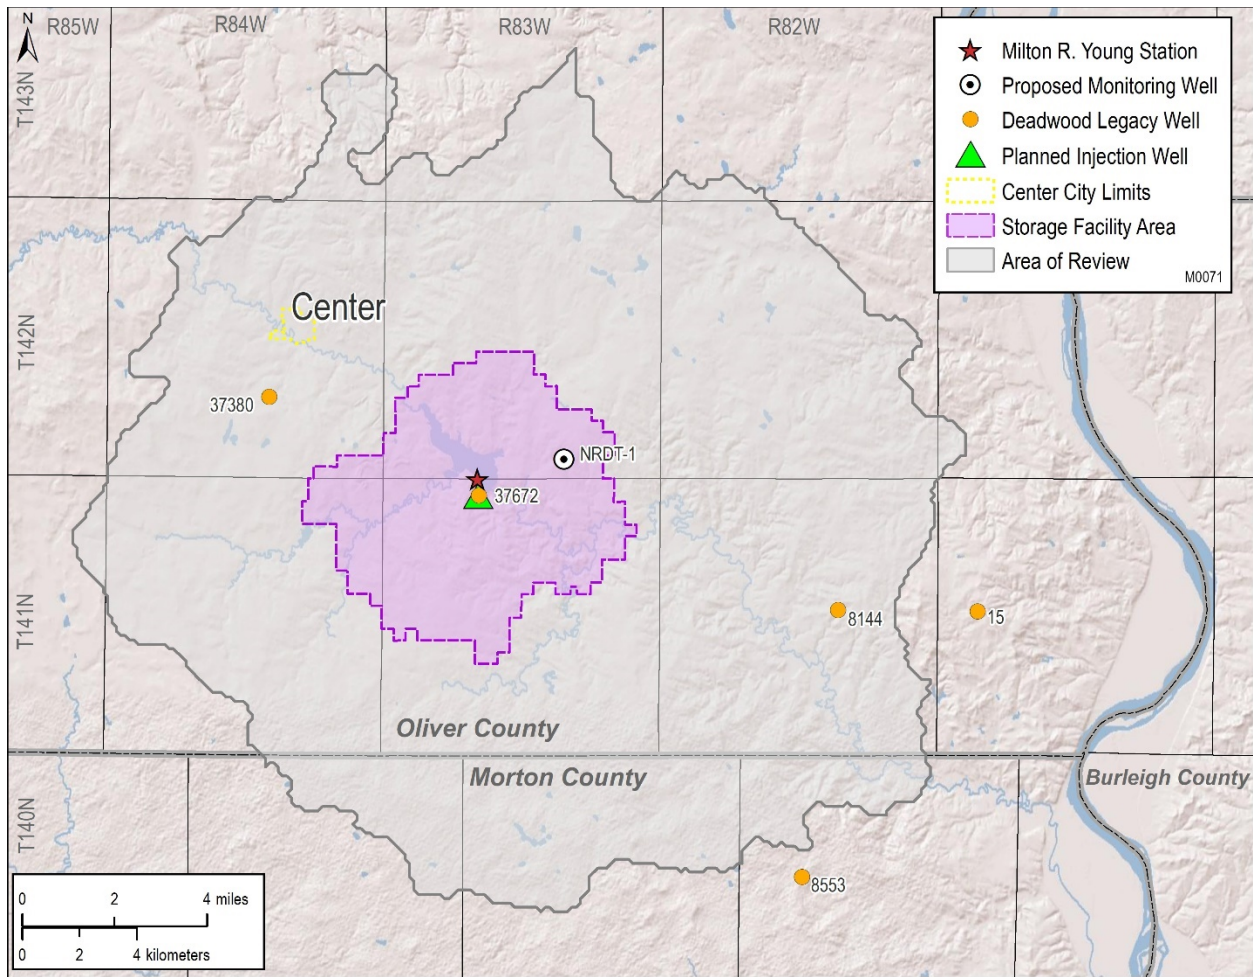 N
R85W
R84W
R83W
R82W
T143N
T142N
T141N
T140N
Milton R. Young Station
Proposed Monitoring Well
Deadwood Legacy Well
Planned Injection Well
Center City Limits
Storage Facility Area
Area of Review
M0071
Center
37380
NRDT-1
37672
8144
15
Oliver County
Morton County
Burleigh County
8553
0 2 4 miles
0 2 4 kilometers